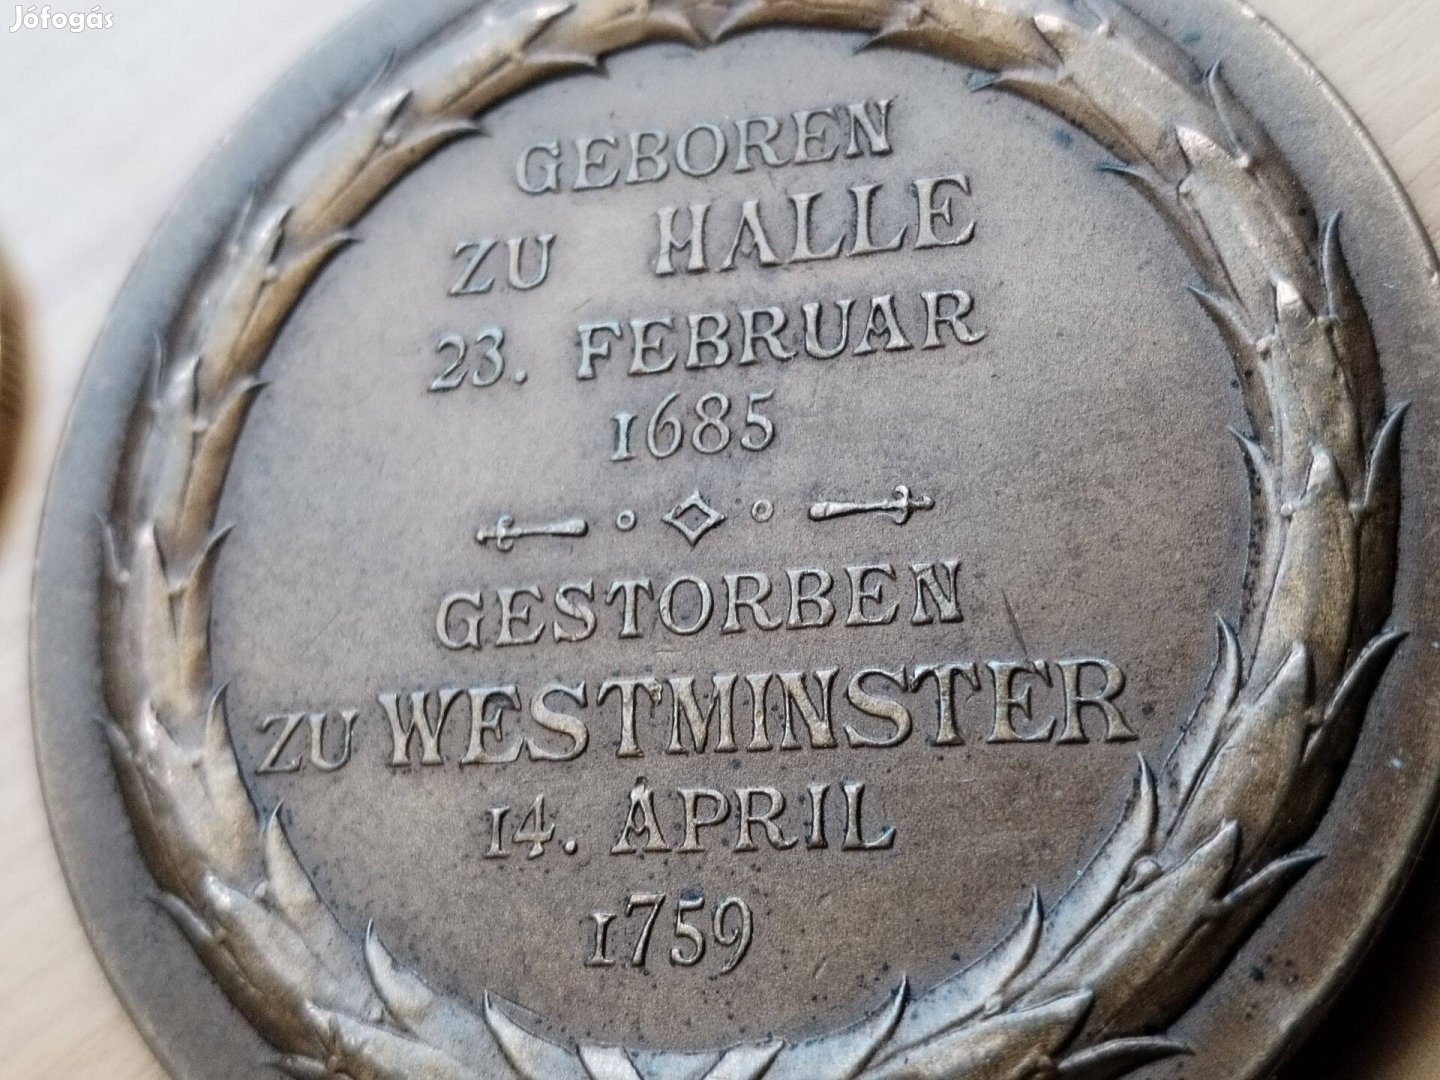 Jófogás
GEBOREN
ZU HALLE
23. FEBRUAR
1685
GESTORBEN
ZU WESTMINSTER
14. APRIL
1759